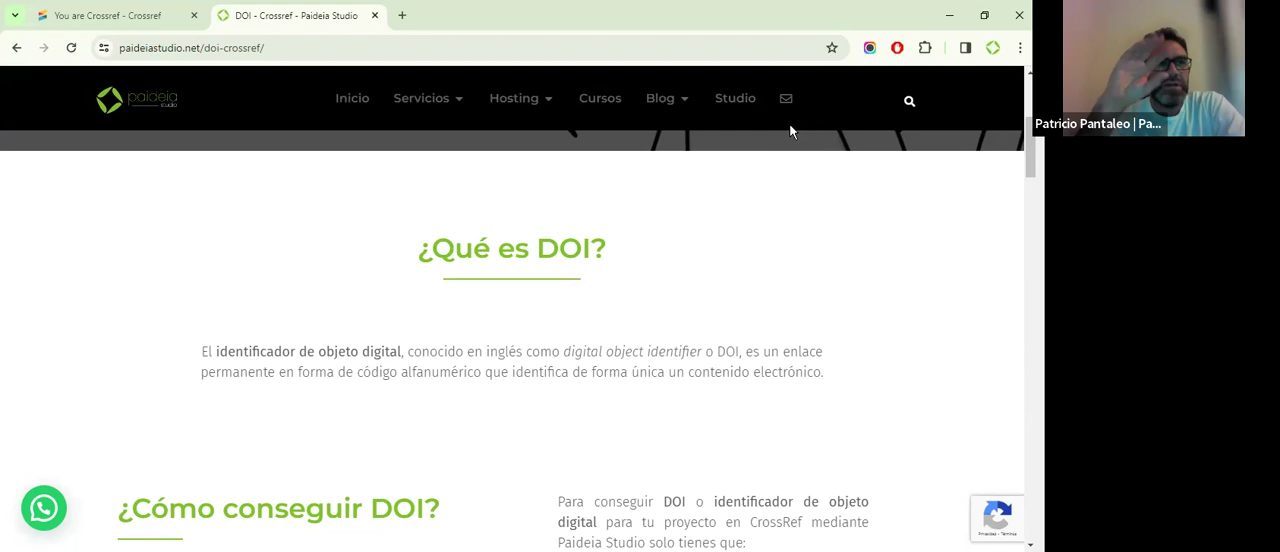 You are Crossref - Crossref
DOI - Crossref - Paideia Studio
paideiastudio.net/doi-crossref/
paideia
studio
Inicio
Servicios
Hosting
Cursos
Blog
Studio
Patricio Pantaleo | Pa...
¿Qué es DOI?
El identificador de objeto digital, conocido en inglés como digital object identifier o DOI, es un enlace
permanente en forma de código alfanumérico que identifica de forma única un contenido electrónico.
¿Cómo conseguir DOI?
Para conseguir DOI o identificador de objeto
digital para tu proyecto en CrossRef mediante
Paideia Studio solo tienes que:
Privacidad - Términos